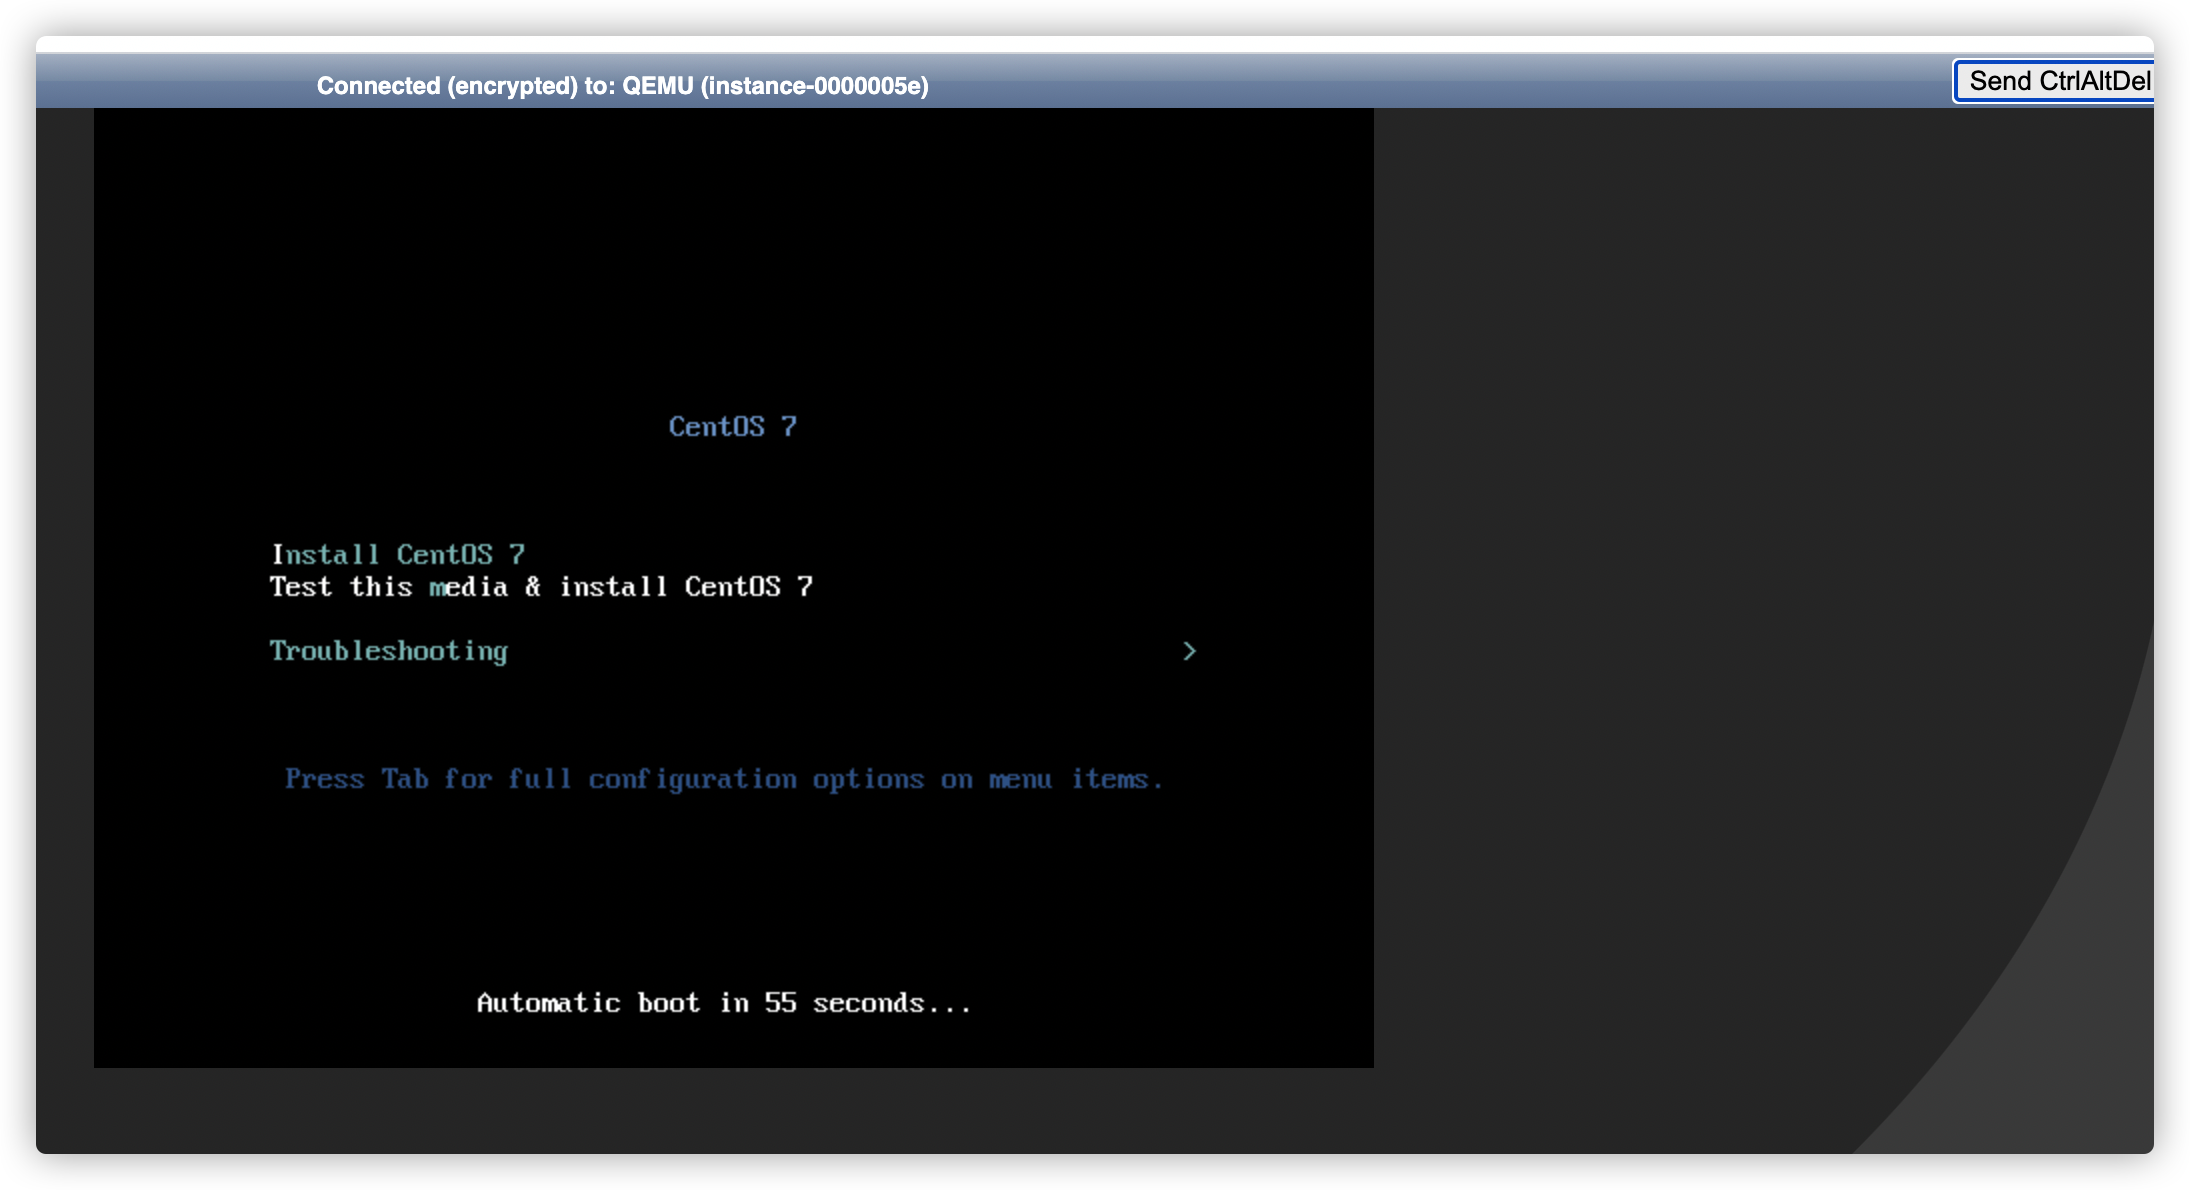 Connected (encrypted) to: QEMU (instance-0000005e)
Send CtrlAltDel
CentOS 7
Install CentOS 7
Test this media & install CentOS 7
Troubleshooting >
Press Tab for full configuration options on menu items.
Automatic boot in 55 seconds...